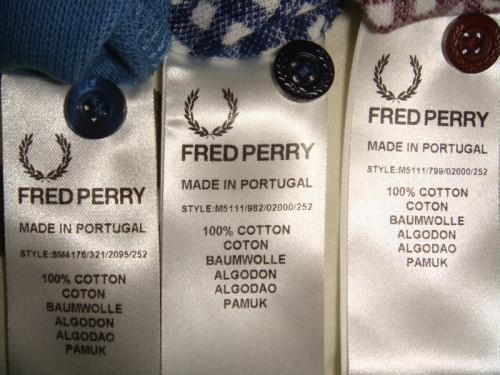 FRED PERRY
MADE IN PORTUGAL
STYLE:SM4176/321/2095/252
100% COTTON
COTON
BAUMWOLLE
ALGODON
ALGODAO
PAMUK
FRED PERRY
MADE IN PORTUGAL
STYLE:M5111/982/02000/252
100% COTTON
COTON
BAUMWOLLE
ALGODON
ALGODAO
PAMUK
FRED PERRY
MADE IN PORTUGAL
STYLE:M5111/799/02000/252
100% COTTON
COTON
BAUMWOLLE
ALGODON
ALGODAO
PAMUK